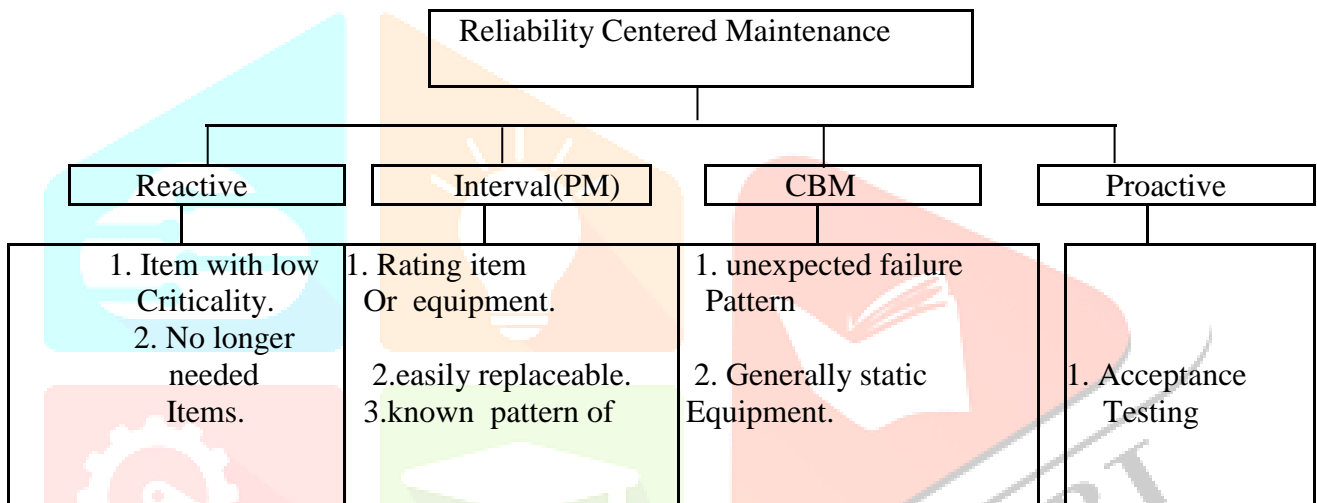 Reliability Centered Maintenance
Reactive
Interval(PM)
CBM
Proactive
1. Item with low
Criticality.
2. No longer
needed
Items.
1. Rating item
Or equipment.
2.easily replaceable.
3.known pattern of
1. unexpected failure
Pattern
2. Generally static
Equipment.
1. Acceptance
Testing